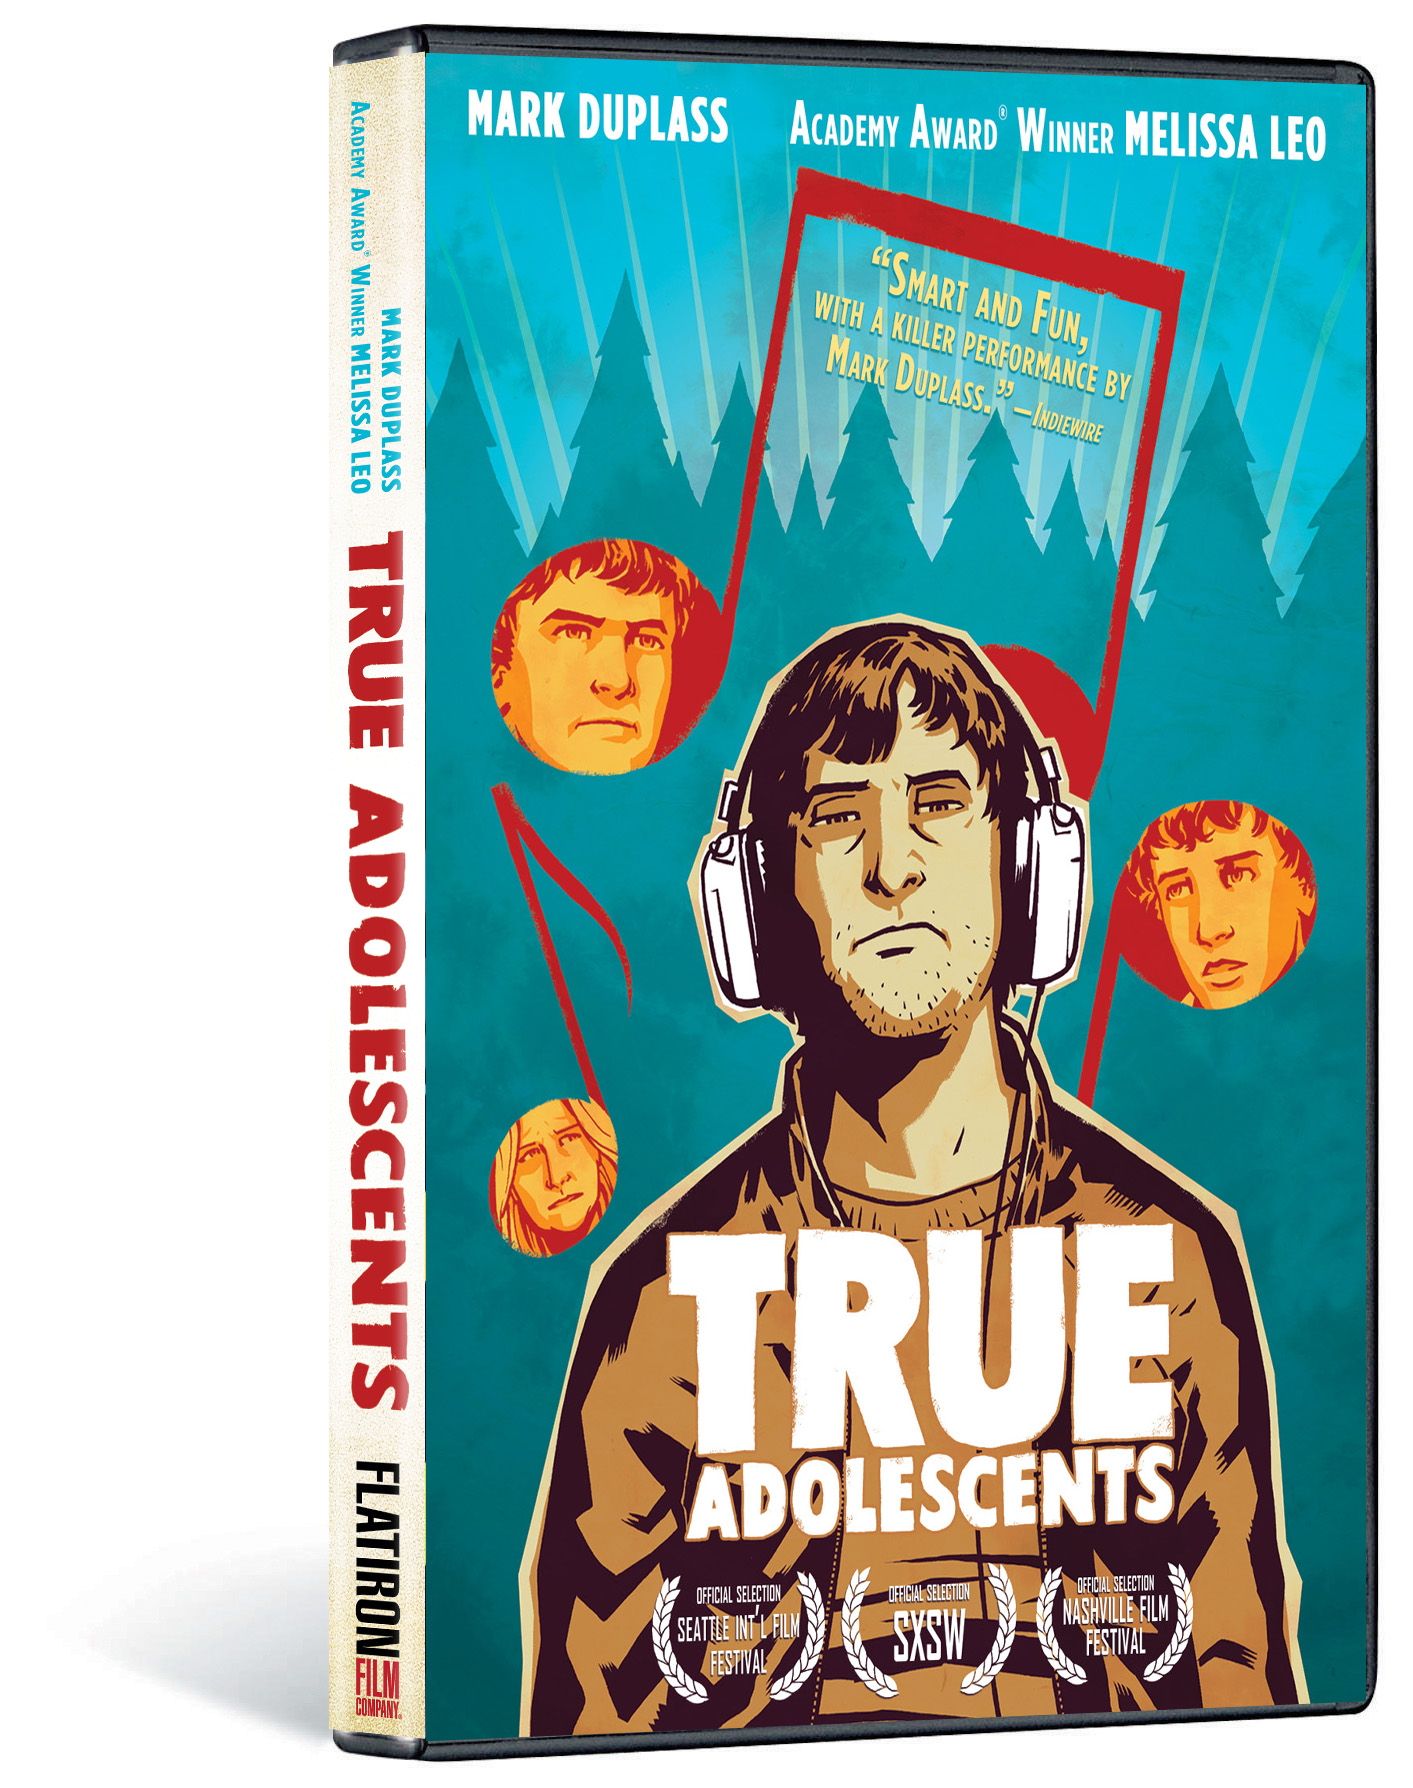 MARK DUPLASS
ACADEMY AWARD® WINNER MELISSA LEO
“SMART AND FUN,
WITH A KILLER PERFORMANCE BY
MARK DUPLASS.” —INDIEWIRE
TRUE
ADOLESCENTS
OFFICIAL SELECTION
SEATTLE INT'L FILM
FESTIVAL
OFFICIAL SELECTION
SXSW
OFFICIAL SELECTION
NASHVILLE FILM
FESTIVAL
MARK DUPLASS
ACADEMY AWARD® WINNER MELISSA LEO
TRUE ADOLESCENTS
FLATIRON
FILM
COMPANY®